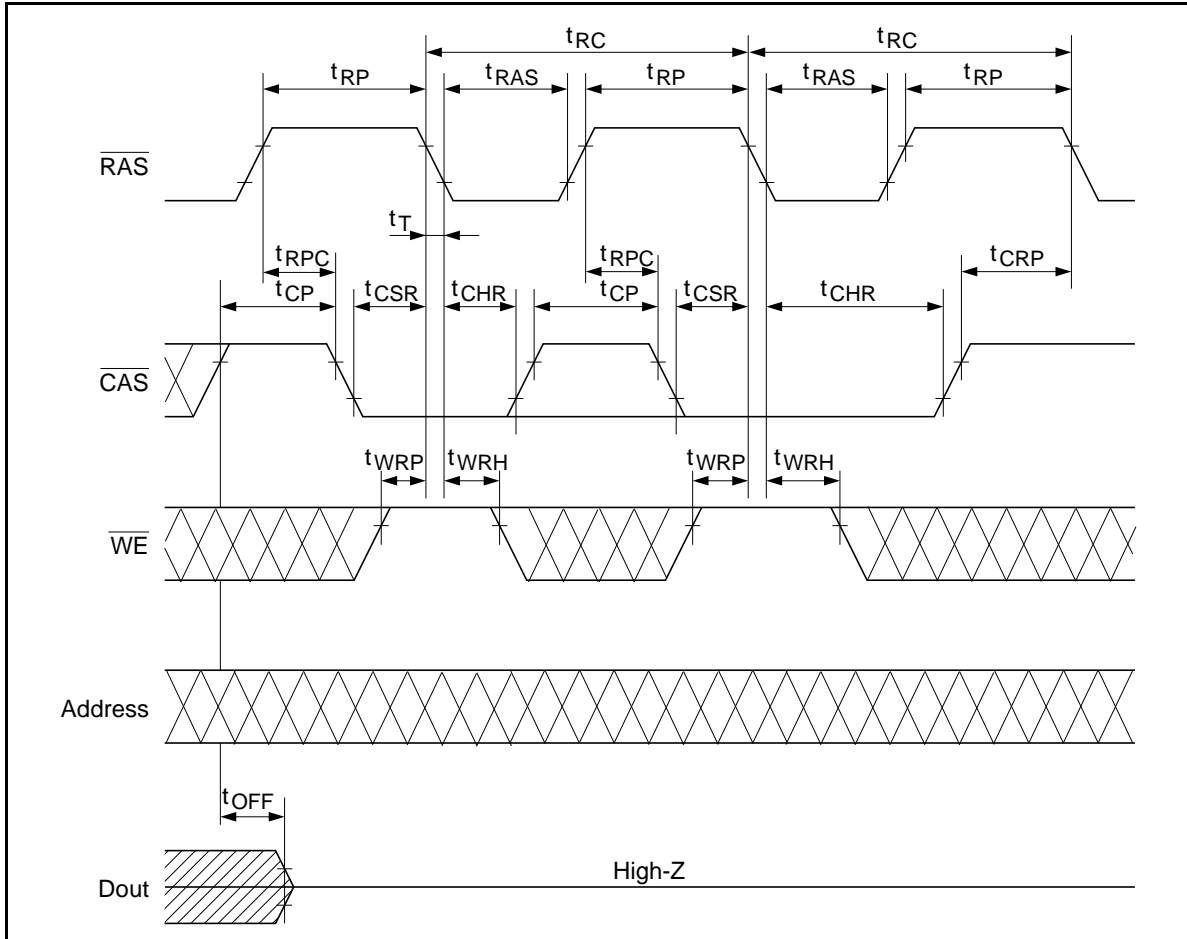 tRC tRC
tRP tRAS tRP tRAS tRP
RAS
tT
tRPC tRPC tCRP
tCP tCSR tCHR tCP tCSR tCHR
CAS
tWRP tWRH tWRP tWRH
WE
Address
tOFF
High-Z
Dout